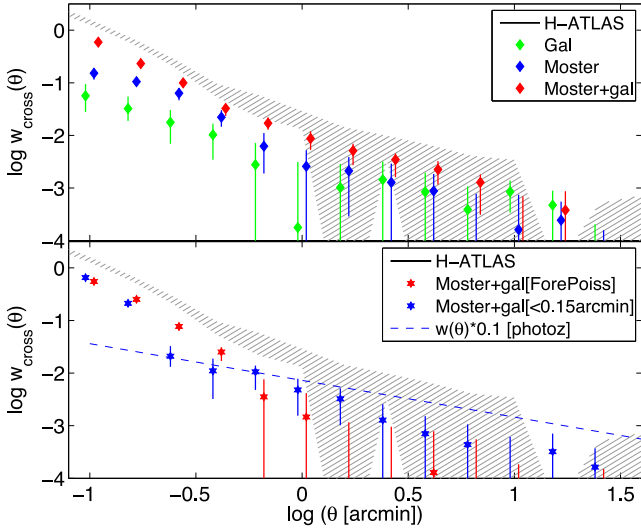 0
−1
−2
−3
−4
log w_cross(θ)
H-ATLAS
Gal
Moster
Moster+gal
0
−1
−2
−3
−4
log w_cross(θ)
H-ATLAS
Moster+gal[ForePoiss]
Moster+gal[<0.15arcmin]
w(θ)*0.1 [photoz]
−1 −0.5 0 0.5 1 1.5
log (θ [arcmin])